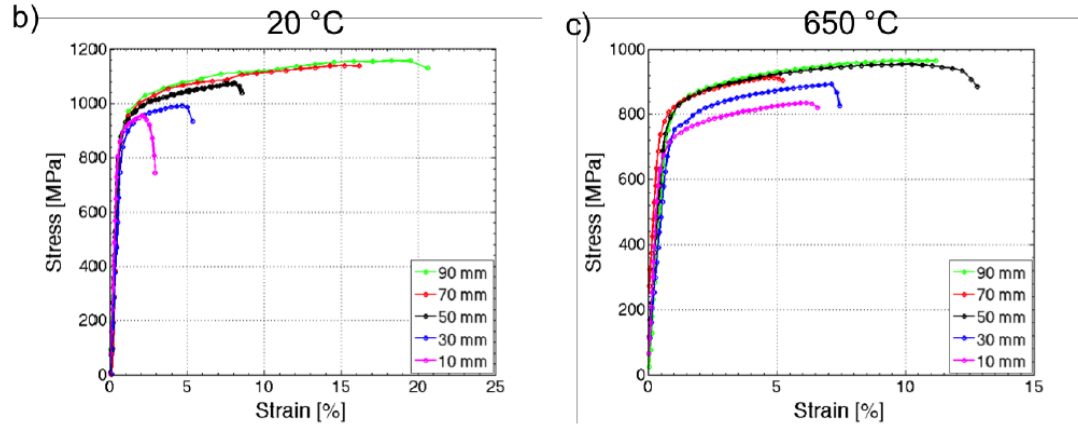 b)
20 °C
1200
1000
800
600
400
200
0
0 5 10 15 20 25
Stress [MPa]
Strain [%]
90 mm
70 mm
50 mm
30 mm
10 mm
c)
650 °C
1000
800
600
400
200
0
0 5 10 15
Stress [MPa]
Strain [%]
90 mm
70 mm
50 mm
30 mm
10 mm